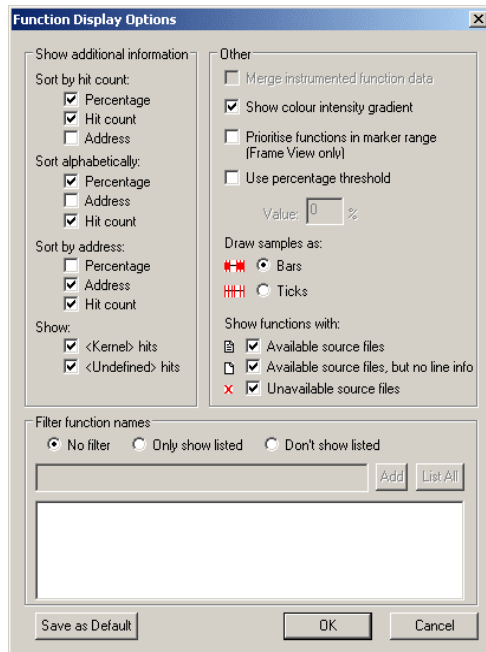 Function Display Options
Show additional information
Sort by hit count:
Percentage
Hit count
Address
Sort alphabetically:
Percentage
Address
Hit count
Sort by address:
Percentage
Address
Hit count
Show:
<Kernel> hits
<Undefined> hits
Other
Merge instrumented function data
Show colour intensity gradient
Prioritise functions in marker range
(Frame View only)
Use percentage threshold
Value: 0 %
Draw samples as:
Bars
Ticks
Show functions with:
Available source files
Available source files, but no line info
Unavailable source files
Filter function names
No filter Only show listed Don't show listed
Add List All
Save as Default OK Cancel